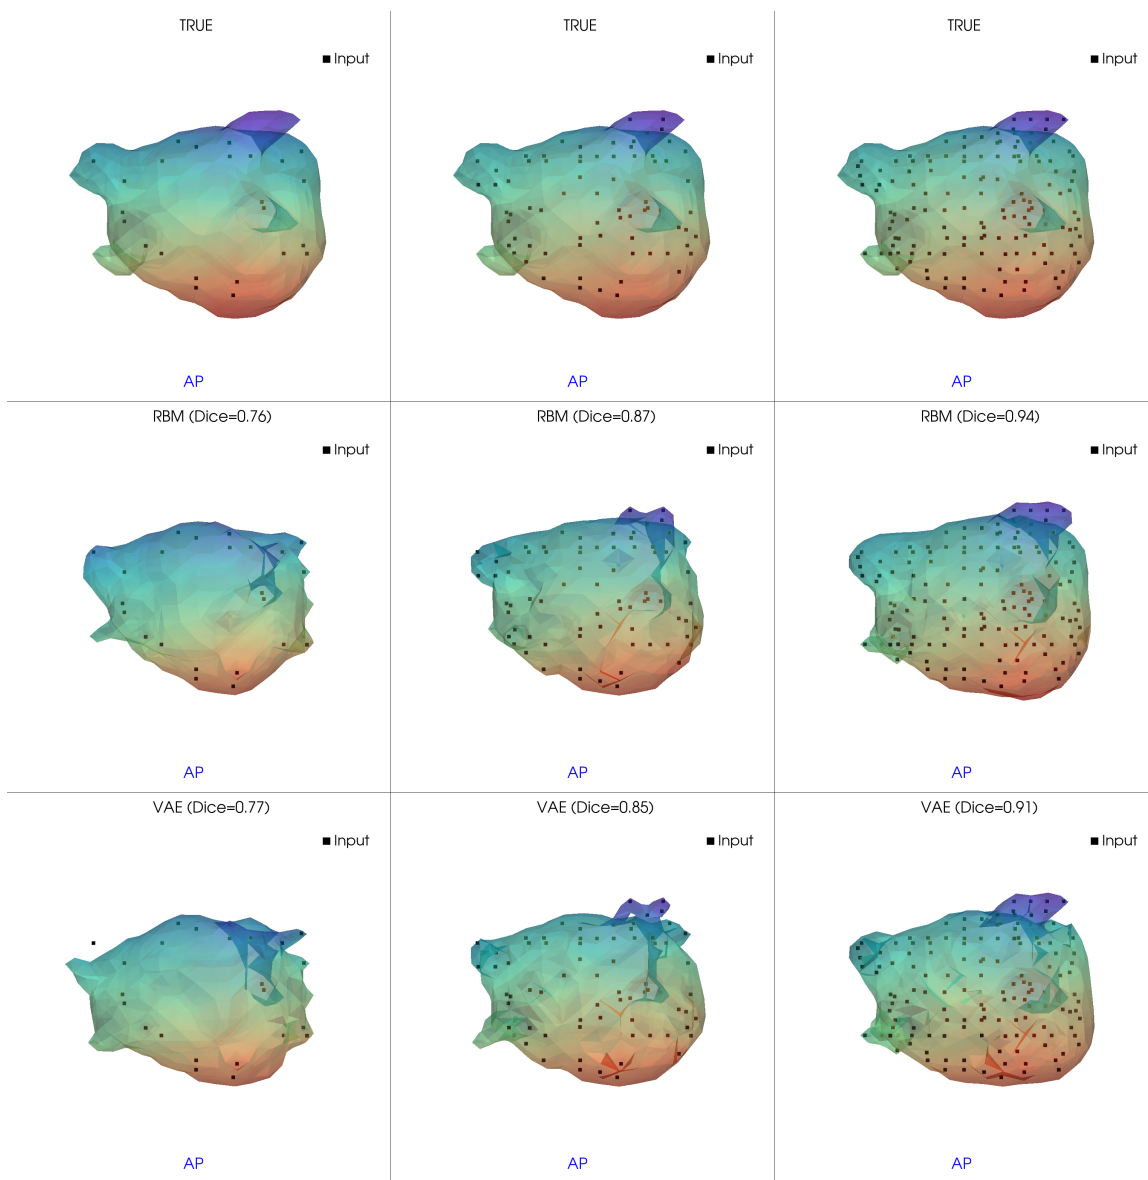 TRUE
Input
AP
TRUE
Input
AP
TRUE
Input
AP
RBM (Dice=0.76)
Input
AP
RBM (Dice=0.87)
Input
AP
RBM (Dice=0.94)
Input
AP
VAE (Dice=0.77)
Input
AP
VAE (Dice=0.85)
Input
AP
VAE (Dice=0.91)
Input
AP